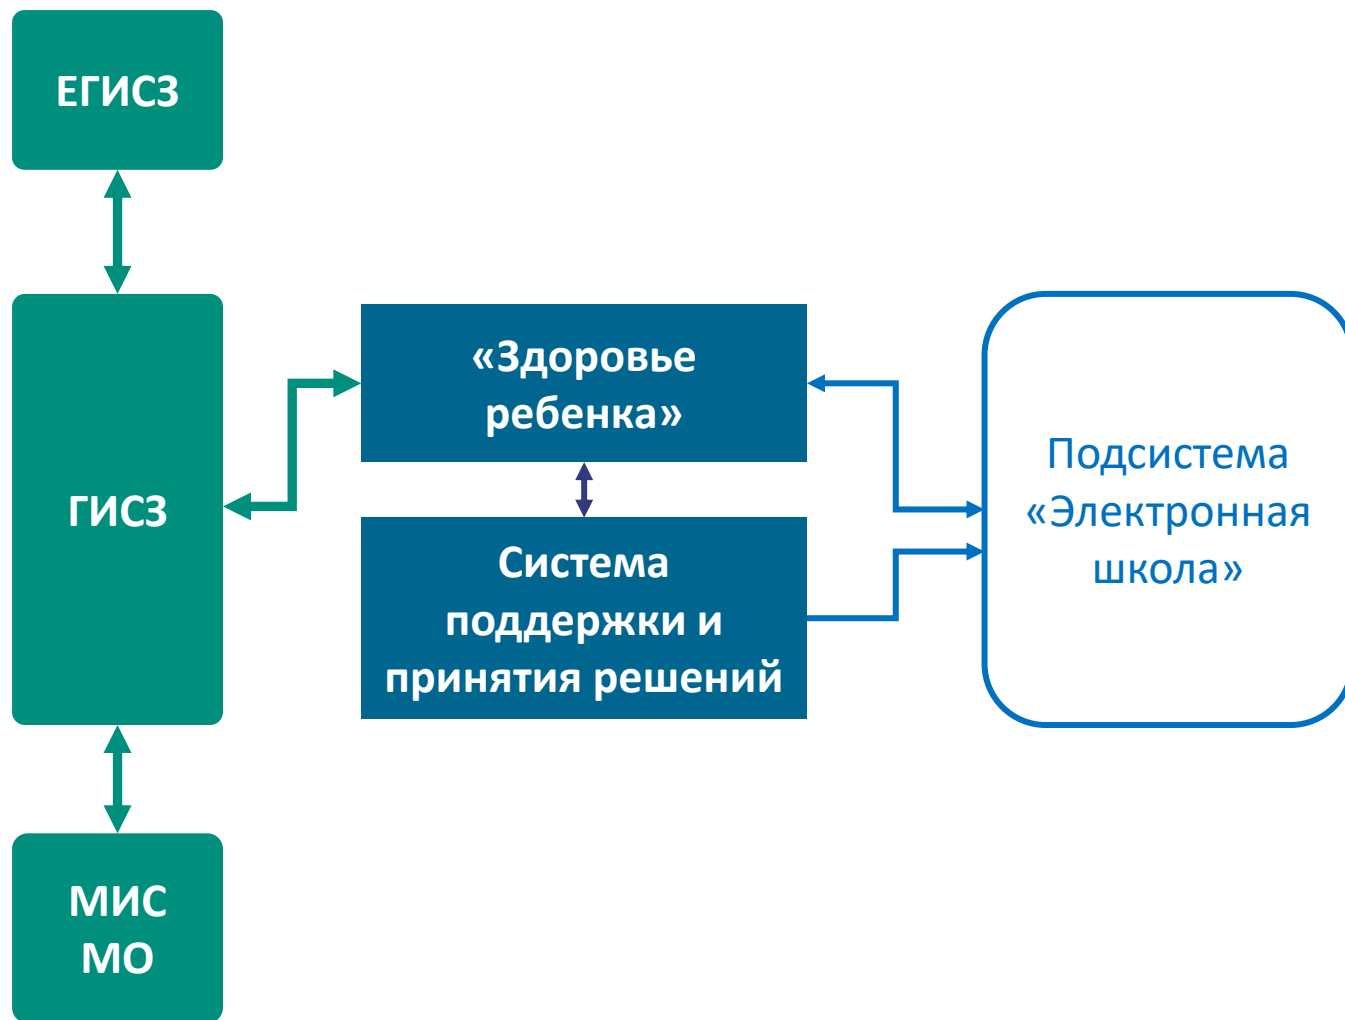 ЕГИСЗ
ГИСЗ
МИС
МО
«Здоровье
ребенка»
Система
поддержки и
принятия решений
Подсистема
«Электронная
школа»